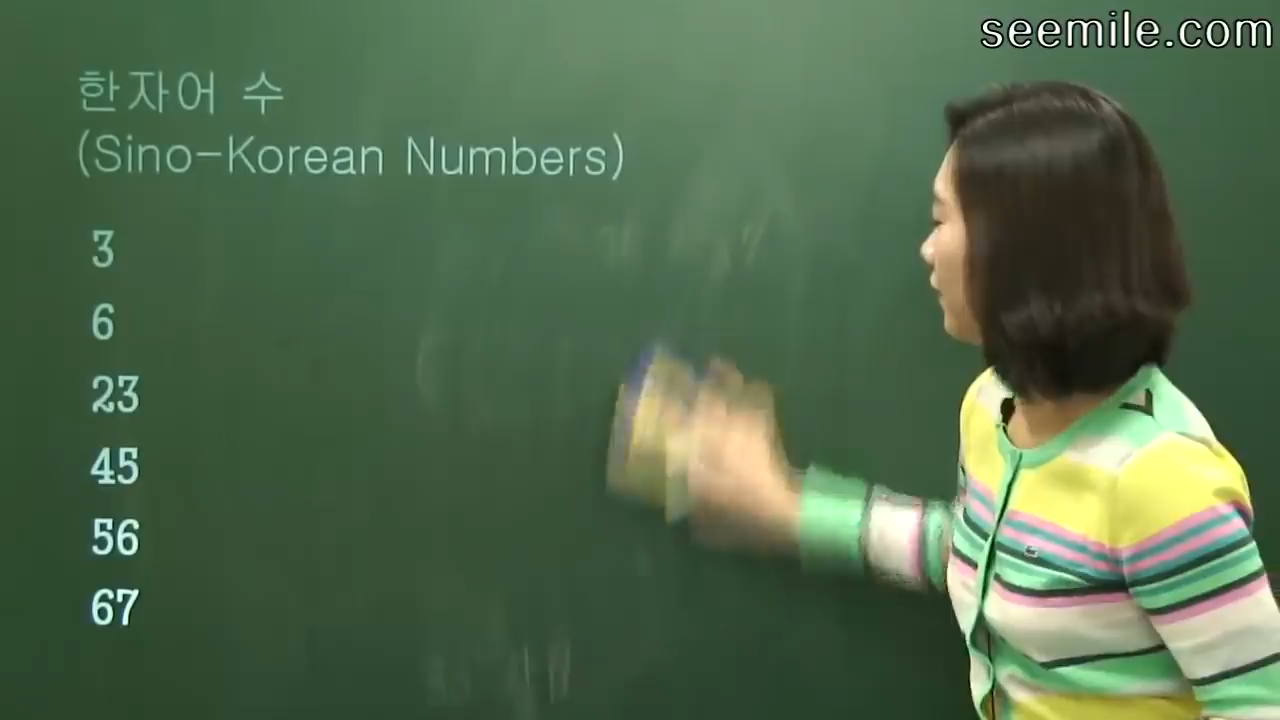 seemile.com
한자어 수
(Sino-Korean Numbers)
3
6
23
45
56
67